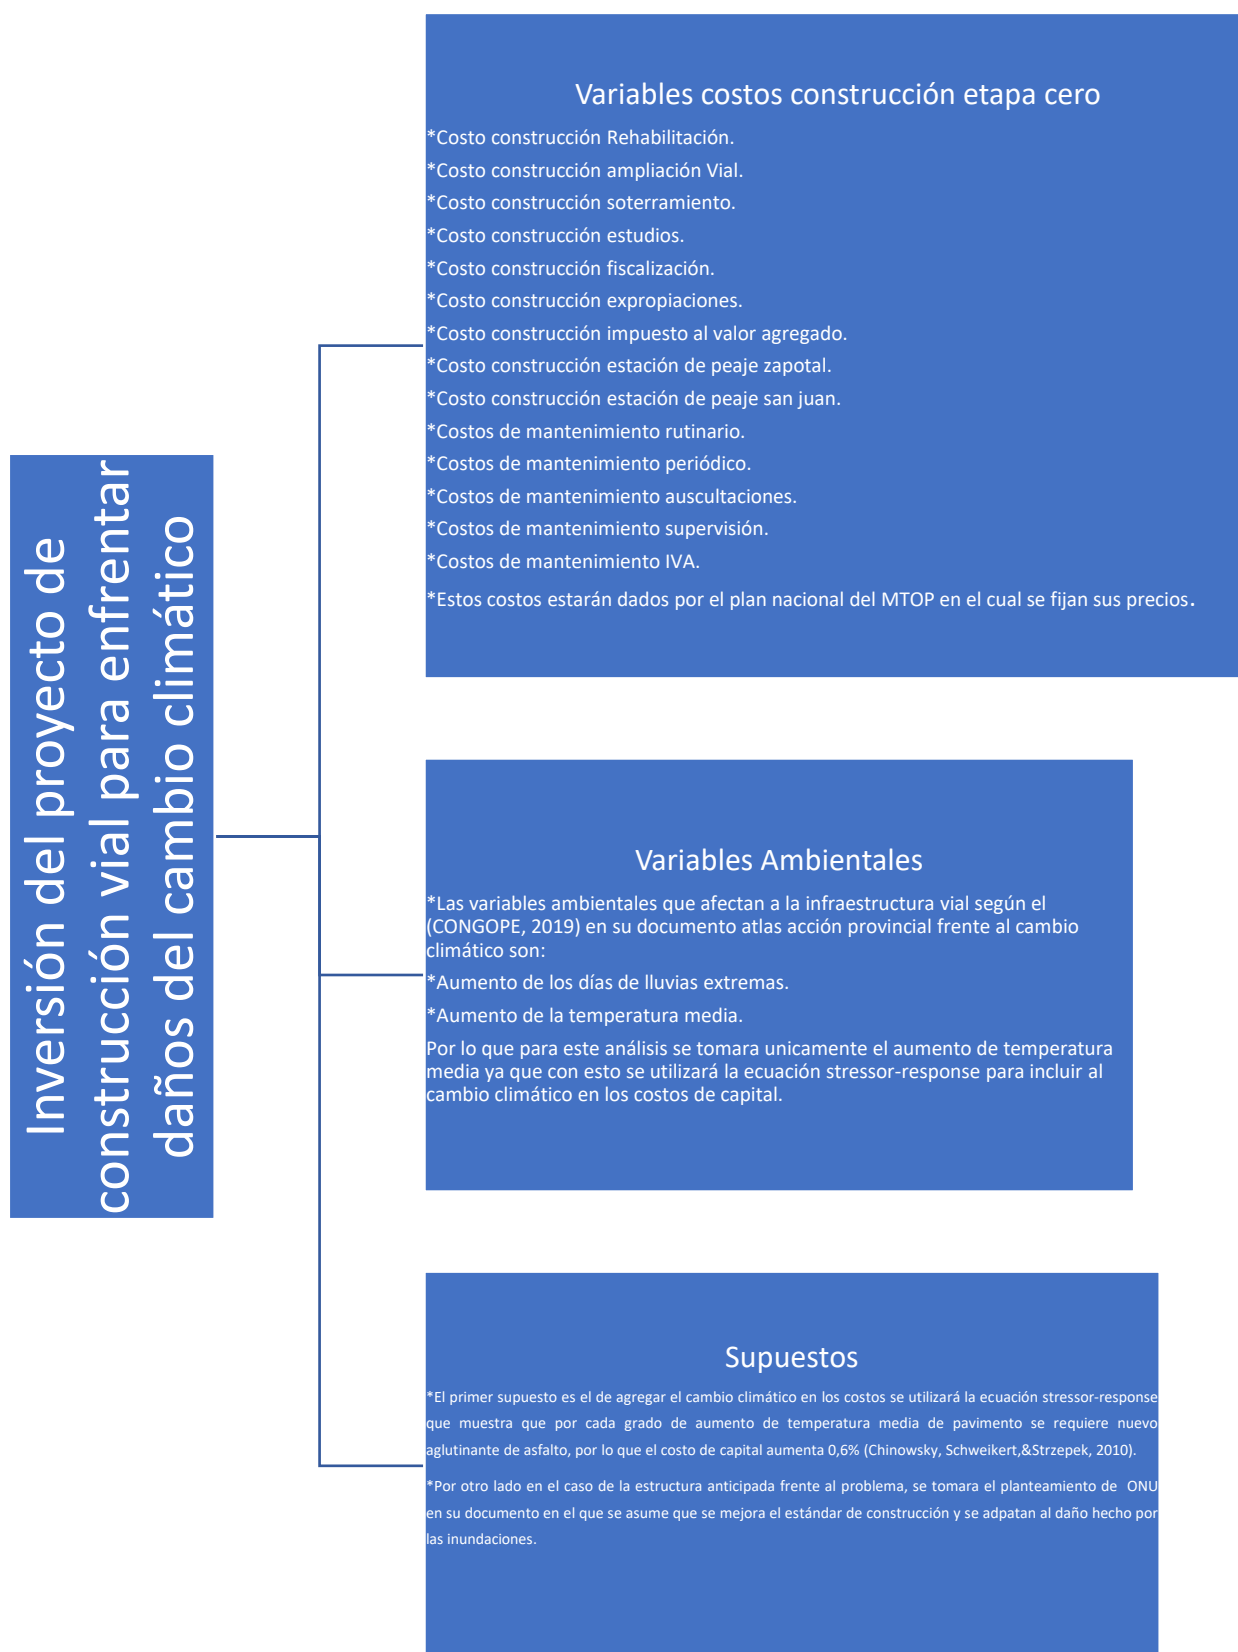 Inversión del proyecto de
construcción vial para enfrentar
daños del cambio climático
Variables costos construcción etapa cero
*Costo construcción Rehabilitación.
*Costo construcción ampliación Vial.
*Costo construcción soterramiento.
*Costo construcción estudios.
*Costo construcción fiscalización.
*Costo construcción expropiaciones.
*Costo construcción impuesto al valor agregado.
*Costo construcción estación de peaje zapotal.
*Costo construcción estación de peaje san juan.
*Costos de mantenimiento rutinario.
*Costos de mantenimiento periódico.
*Costos de mantenimiento auscultaciones.
*Costos de mantenimiento supervisión.
*Costos de mantenimiento IVA.
*Estos costos estarán dados por el plan nacional del MTOP en el cual se fijan sus precios.
Variables Ambientales
*Las variables ambientales que afectan a la infraestructura vial según el
(CONGOPE, 2019) en su documento atlas acción provincial frente al cambio
climático son:
*Aumento de los días de lluvias extremas.
*Aumento de la temperatura media.
Por lo que para este análisis se tomara unicamente el aumento de temperatura
media ya que con esto se utilizará la ecuación stressor-response para incluir al
cambio climático en los costos de capital.
Supuestos
*El primer supuesto es el de agregar el cambio climático en los costos se utilizará la ecuación stressor-response
que muestra que por cada grado de aumento de temperatura media de pavimento se requiere nuevo
aglutinante de asfalto, por lo que el costo de capital aumenta 0,6% (Chinowsky, Schweikert,&Strzepek, 2010).
*Por otro lado en el caso de la estructura anticipada frente al problema, se tomara el planteamiento de ONU
en su documento en el que se asume que se mejora el estándar de construcción y se adpatan al daño hecho por
las inundaciones.